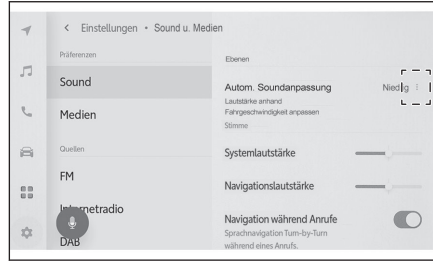 Einstellungen • Sound u. Medien
Präferenzen
Sound
Medien
Quellen
FM
Internetradio
DAB
Ebenen
Autom. Soundanpassung Niedrig
Lautstärke anhand
Fahrgeschwindigkeit anpassen
Stimme
Systemlautstärke
Navigationslautstärke
Navigation während Anrufe
Sprachnavigation Turn-by-Turn
während eines Anrufs.